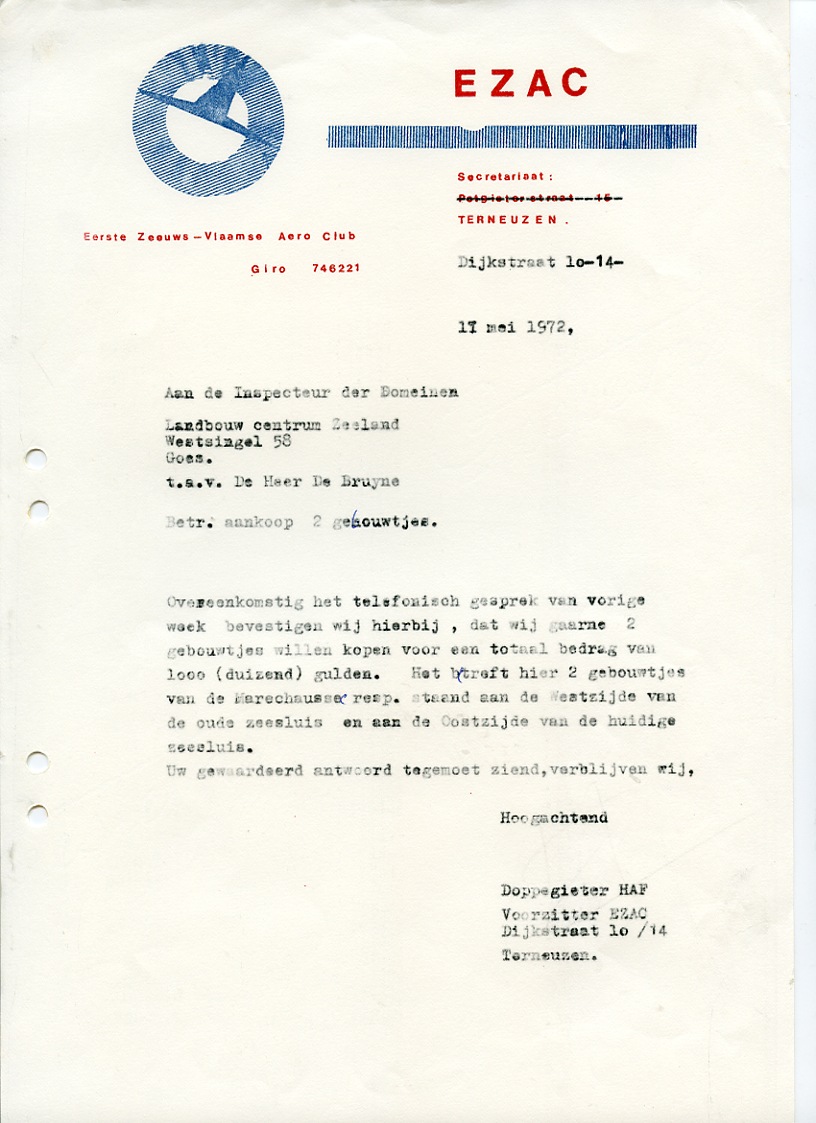 EZAC
Secretariaat:
Potgieterstraat 15
TERNEUZEN.
Eerste Zeeuws-Vlaamse Aero Club
Giro 746221
Dijkstraat lo-14-
17 mei 1972,
Aan de Inspecteur der Domeinen
Landbouw centrum Zeeland
Westsingel 58
Goes.
t.a.v. De Heer De Bruyne
Betr. aankoop 2 gebouwtjes.
Overeenkomstig het telefonisch gesprek van vorige
week bevestigen wij hierbij , dat wij gaarne 2
gebouwtjes willen kopen voor een totaal bedrag van
looo (duizend) gulden. Het betreft hier 2 gebouwtjes
van de Marechaussee resp. staand aan de Westzijde van
de oude zeesluis en aan de Oostzijde van de huidige
zeesluis.
Uw gewaardeerd antwoord tegemoet ziend,verblijven wij,
Hoogachtend
Doppegieter HAF
Voorzitter EZAC
Dijkstraat lo /14
Terneuzen.